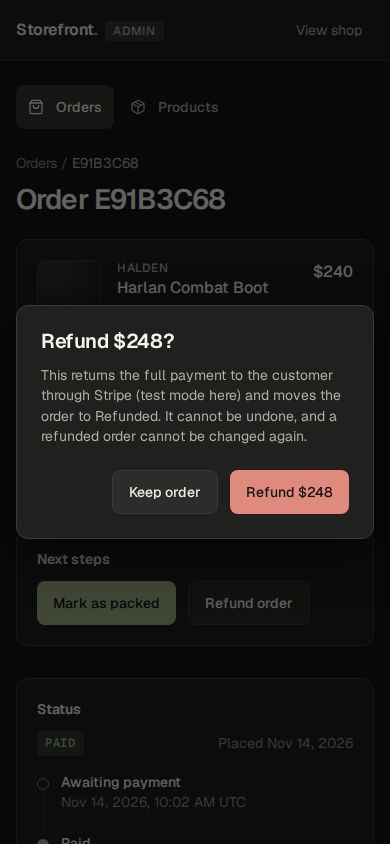 Storefront. ADMIN View shop
Orders Products
Orders / E91B3C68
Order E91B3C68
HALDEN
Harlan Combat Boot $240
Refund $248?
This returns the full payment to the customer
through Stripe (test mode here) and moves the
order to Refunded. It cannot be undone, and a
refunded order cannot be changed again.
Keep order Refund $248
Next steps
Mark as packed Refund order
Status
PAID Placed Nov 14, 2026
Awaiting payment
Nov 14, 2026, 10:02 AM UTC
Paid